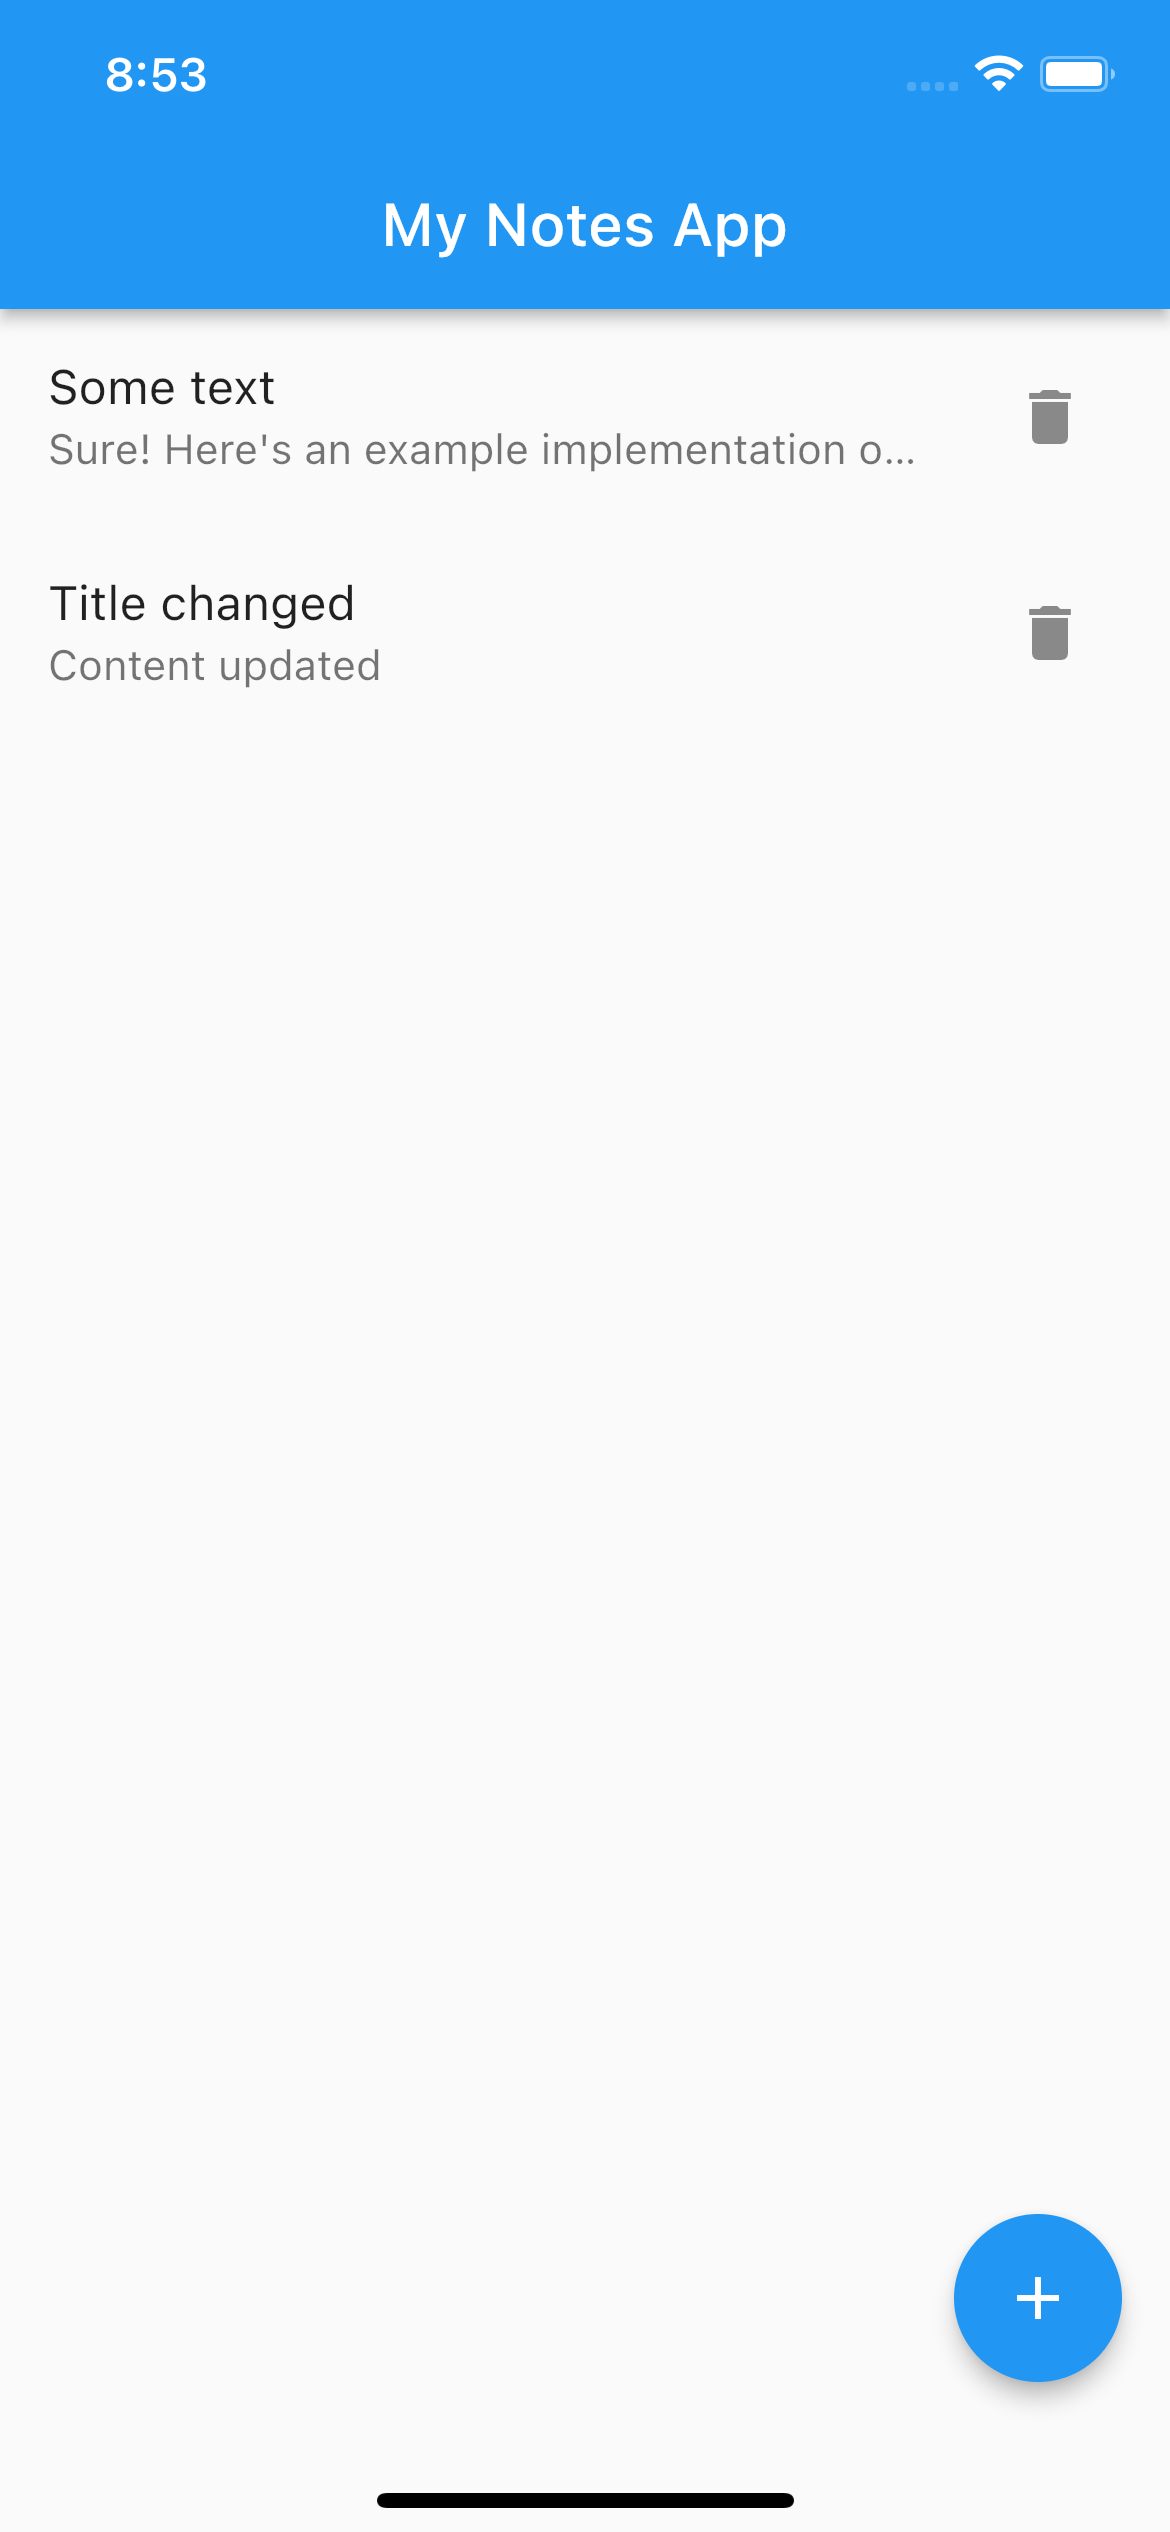 8:53
My Notes App
Some text
Sure! Here's an example implementation o...
Title changed
Content updated